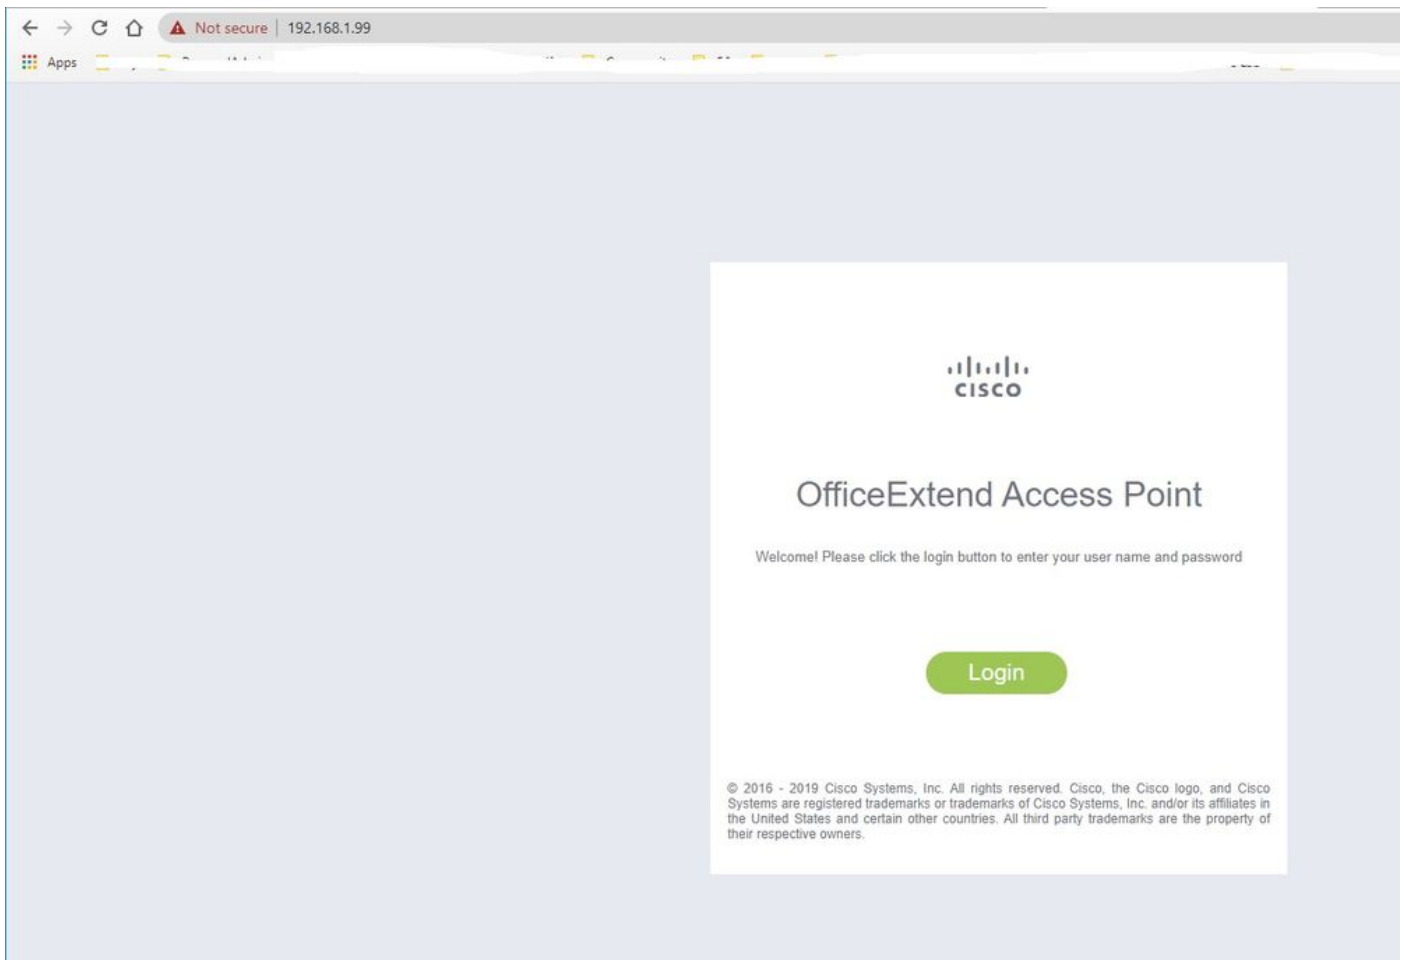 Not secure | 192.168.1.99
Apps
CISCO
OfficeExtend Access Point
Welcome! Please click the login button to enter your user name and password
Login
© 2016 - 2019 Cisco Systems, Inc. All rights reserved. Cisco, the Cisco logo, and Cisco
Systems are registered trademarks or trademarks of Cisco Systems, Inc. and/or its affiliates in
the United States and certain other countries. All third party trademarks are the property of
their respective owners.